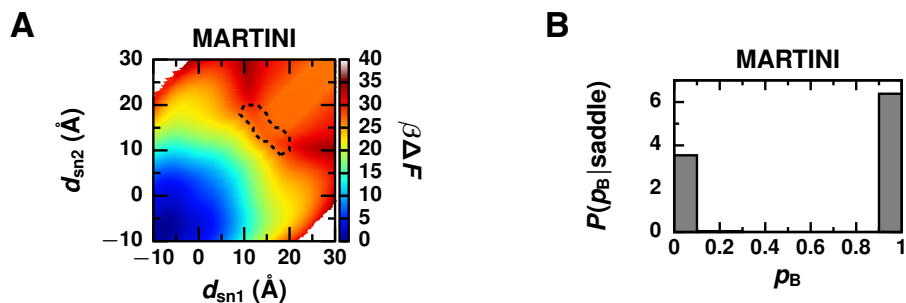 A
MARTINI
30
20
10
0
−10
d_sn2 (Å)
−10 0 10 20 30
d_sn1 (Å)
40
35
30
25
20
15
10
5
0
βΔF
B
MARTINI
6
4
2
0
P(p_B|saddle)
0 0.2 0.4 0.6 0.8 1
p_B